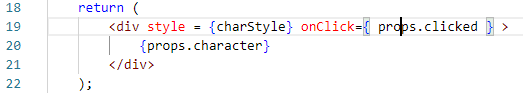 18 return (
19 <div style = {charStyle} onClick={ props.clicked } >
20 {props.character}
21 </div>
22 );